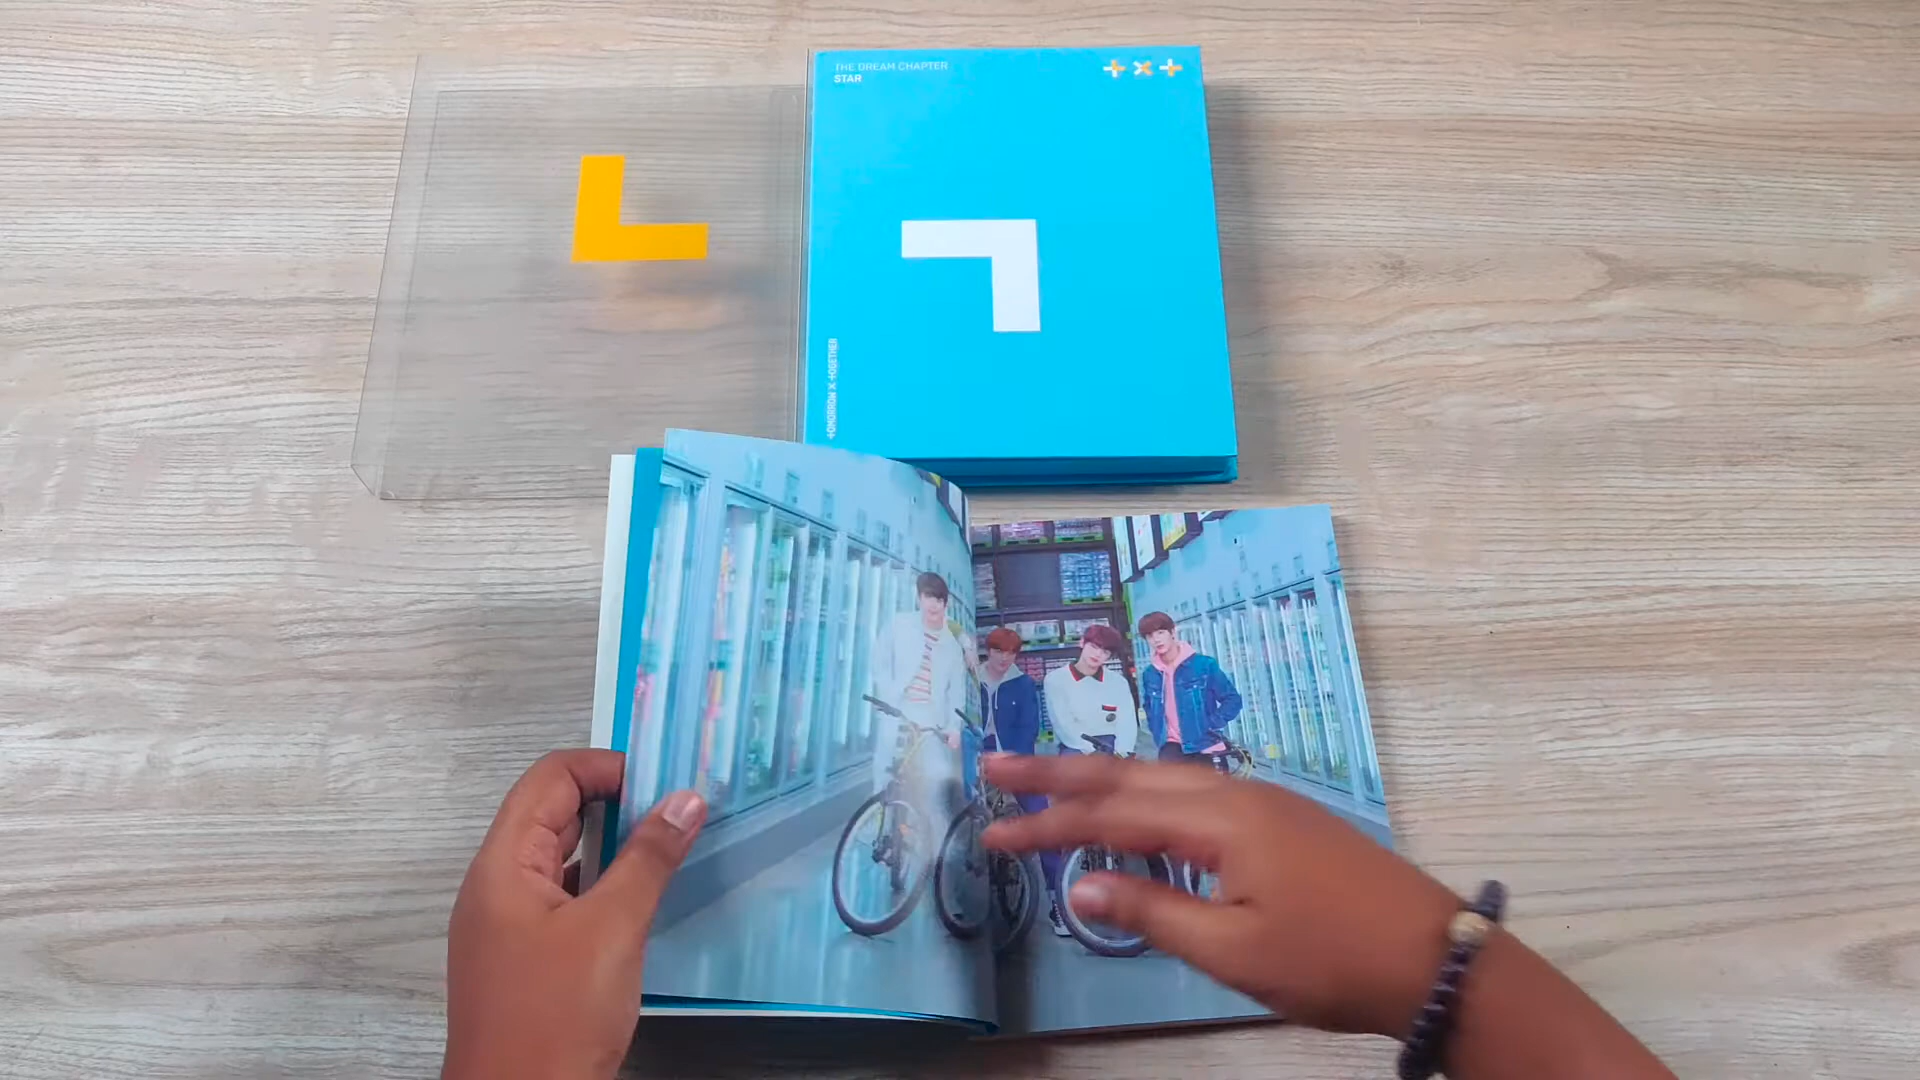 THE DREAM CHAPTER
STAR
+×+
TOMORROW × TOGETHER